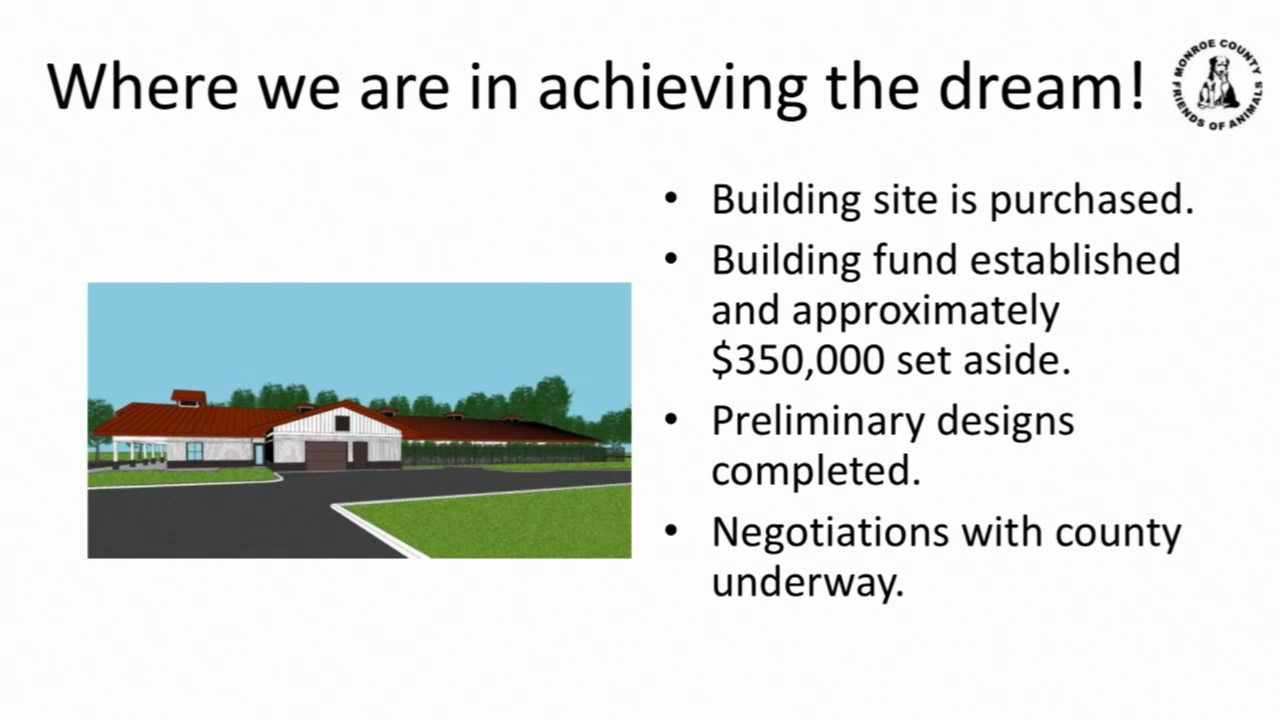 Where we are in achieving the dream!
MONROE COUNTY
FRIENDS OF ANIMALS
• Building site is purchased.
• Building fund established
and approximately
$350,000 set aside.
• Preliminary designs
completed.
• Negotiations with county
underway.